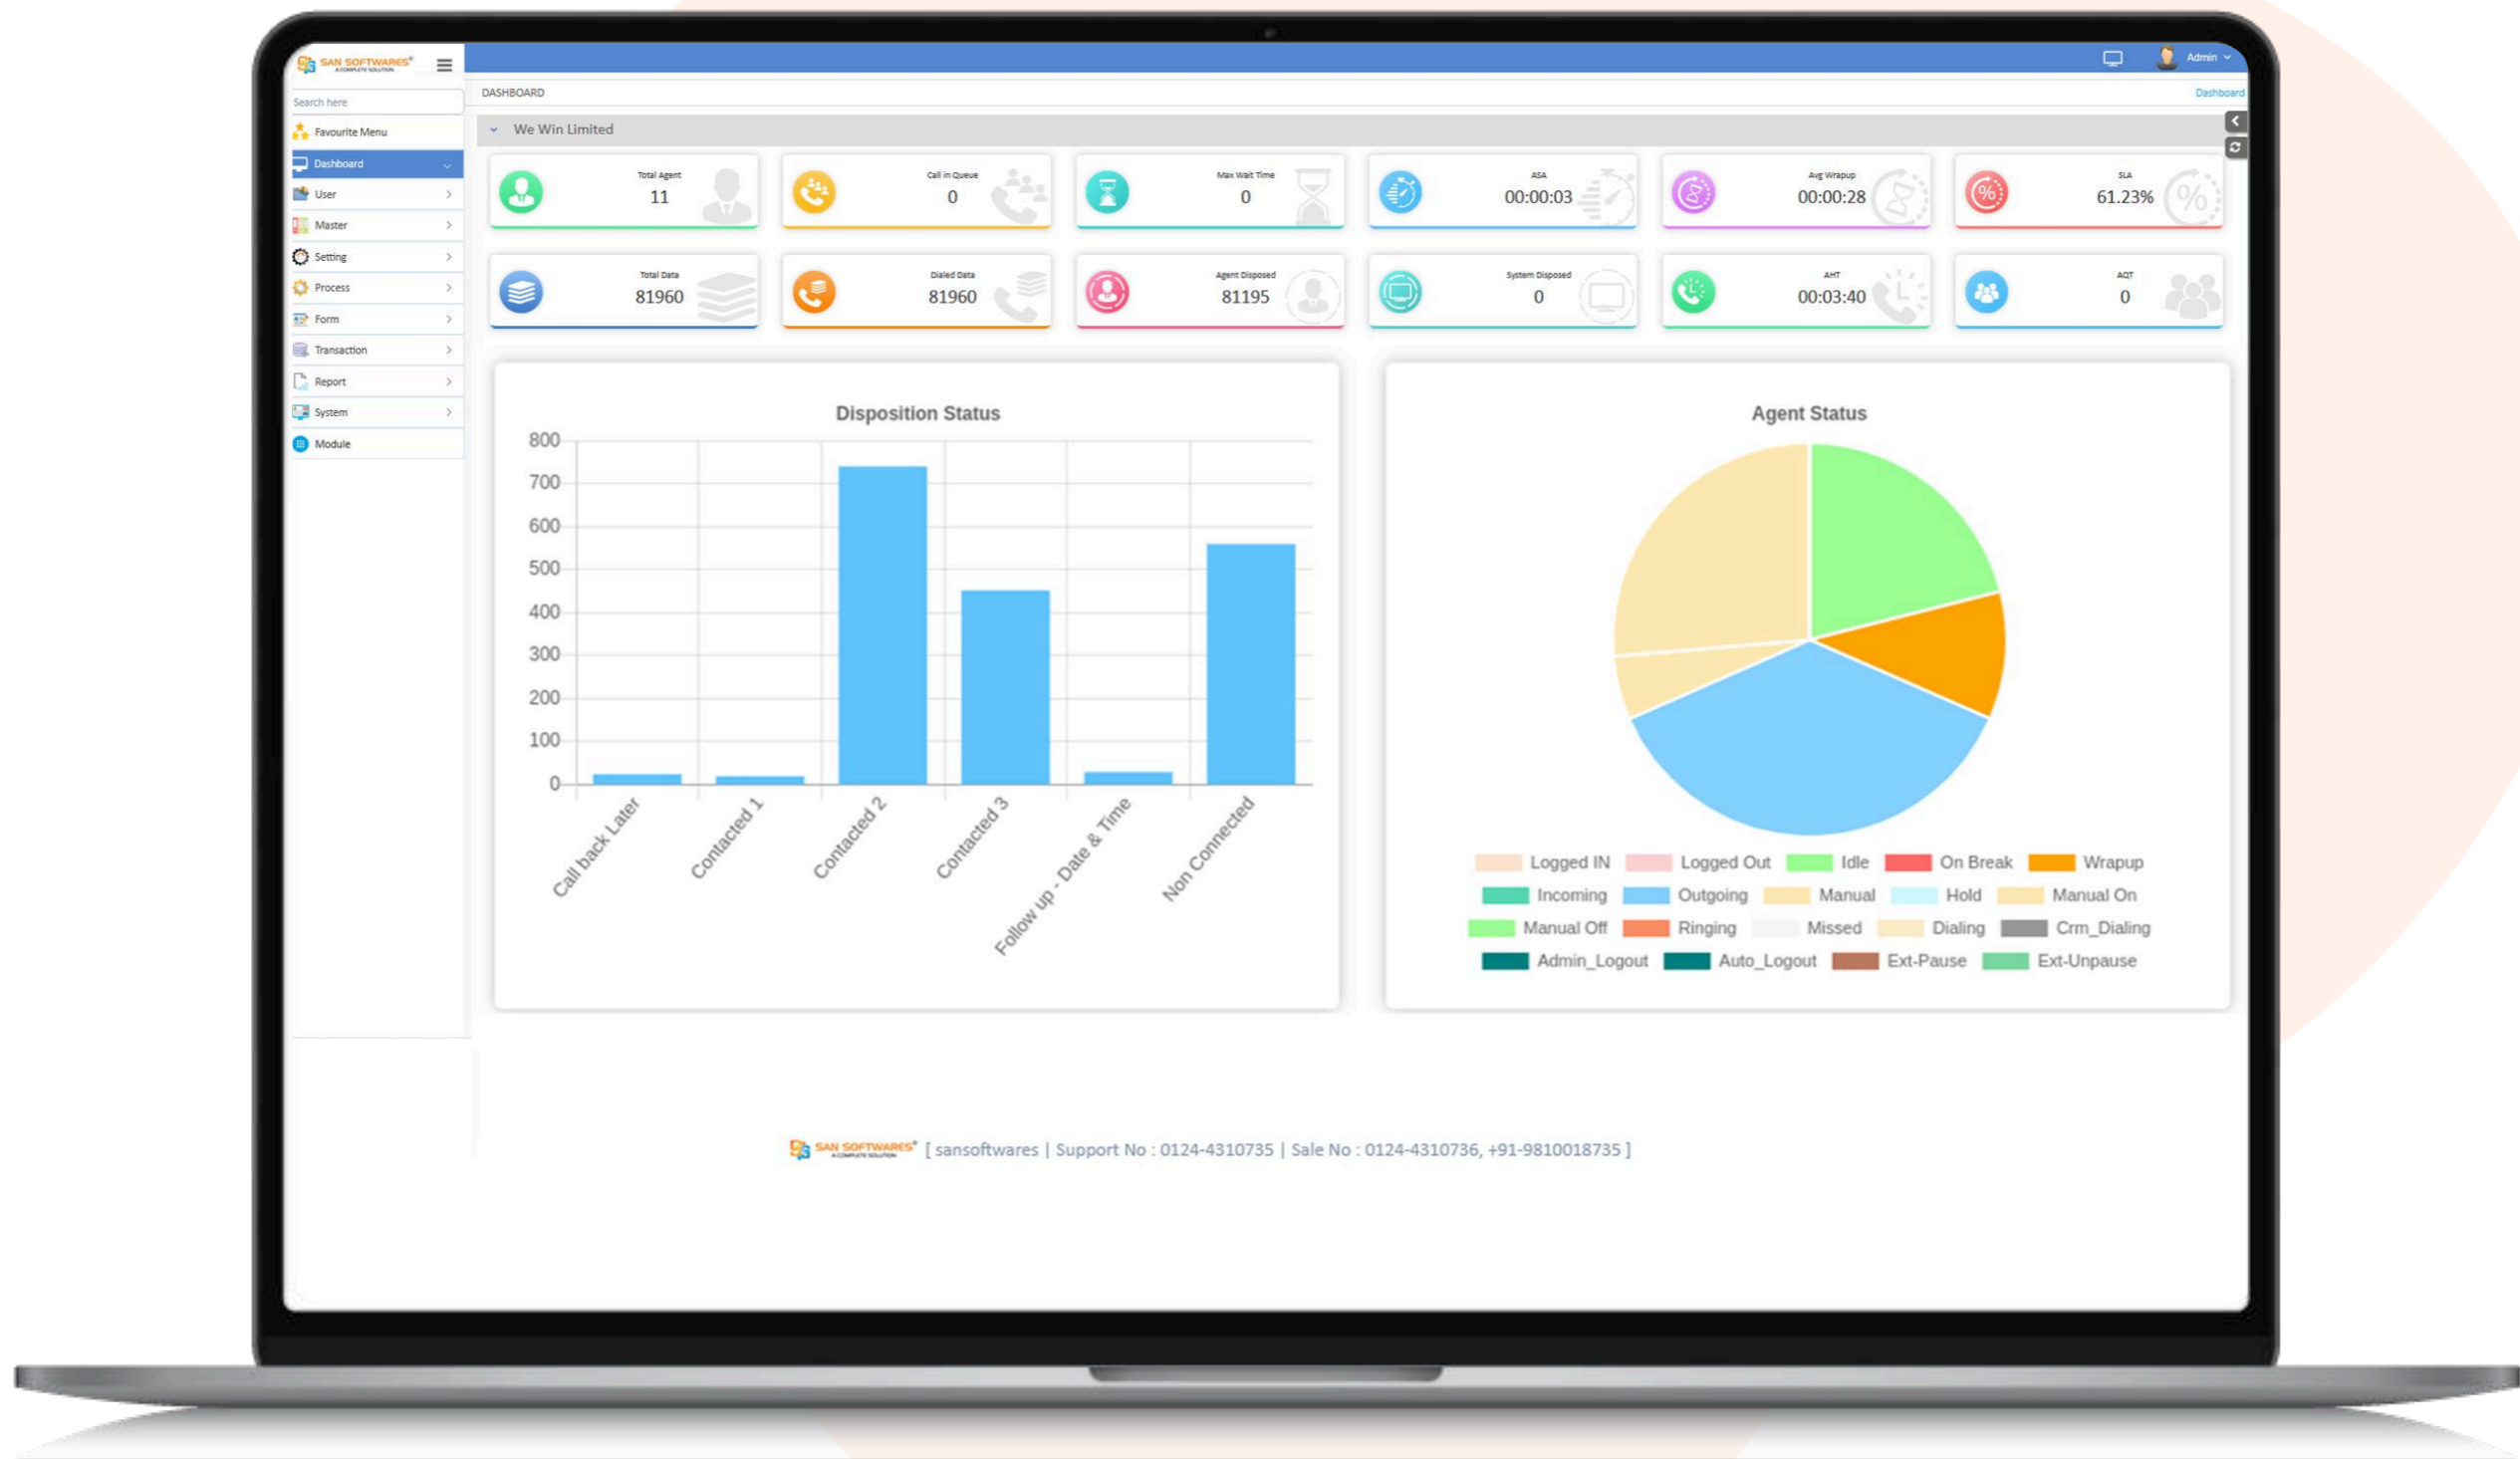 SAN SOFTWARES®
A COMPLETE SOLUTION
Admin
Search here
DASHBOARD
Dashboard
Favourite Menu
Dashboard
User
Master
Setting
Process
Form
Transaction
Report
System
Module
We Win Limited
Total Agent
11
Call in Queue
0
Max Wait Time
0
ASA
00:00:03
Avg Wrapup
00:00:28
SLA
61.23%
Total Data
81960
Dialed Data
81960
Agent Disposed
81195
System Disposed
0
AHT
00:03:40
AQT
0
Disposition Status
800
700
600
500
400
300
200
100
0
Call back Later
Contacted 1
Contacted 2
Contacted 3
Follow up - Date & Time
Non Connected
Agent Status
Logged IN Logged Out Idle On Break Wrapup
Incoming Outgoing Manual Hold Manual On
Manual Off Ringing Missed Dialing Crm_Dialing
Admin_Logout Auto_Logout Ext-Pause Ext-Unpause
SAN SOFTWARES®
A COMPLETE SOLUTION
[ sansoftwares | Support No : 0124-4310735 | Sale No : 0124-4310736, +91-9810018735 ]